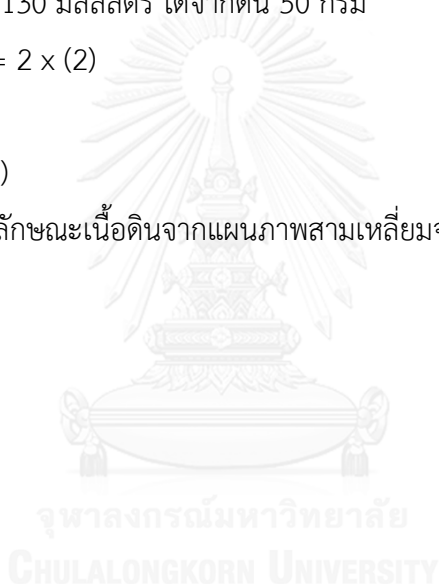 130 มิลลิลิตร ได้จากดิน 50 กรัม
= 2 x (2)
)
ลักษณะเนื้อดินจากแผนภาพสามเหลี่ยม
จุฬาลงกรณ์มหาวิทยาลัย
CHULALONGKORN UNIVERSITY